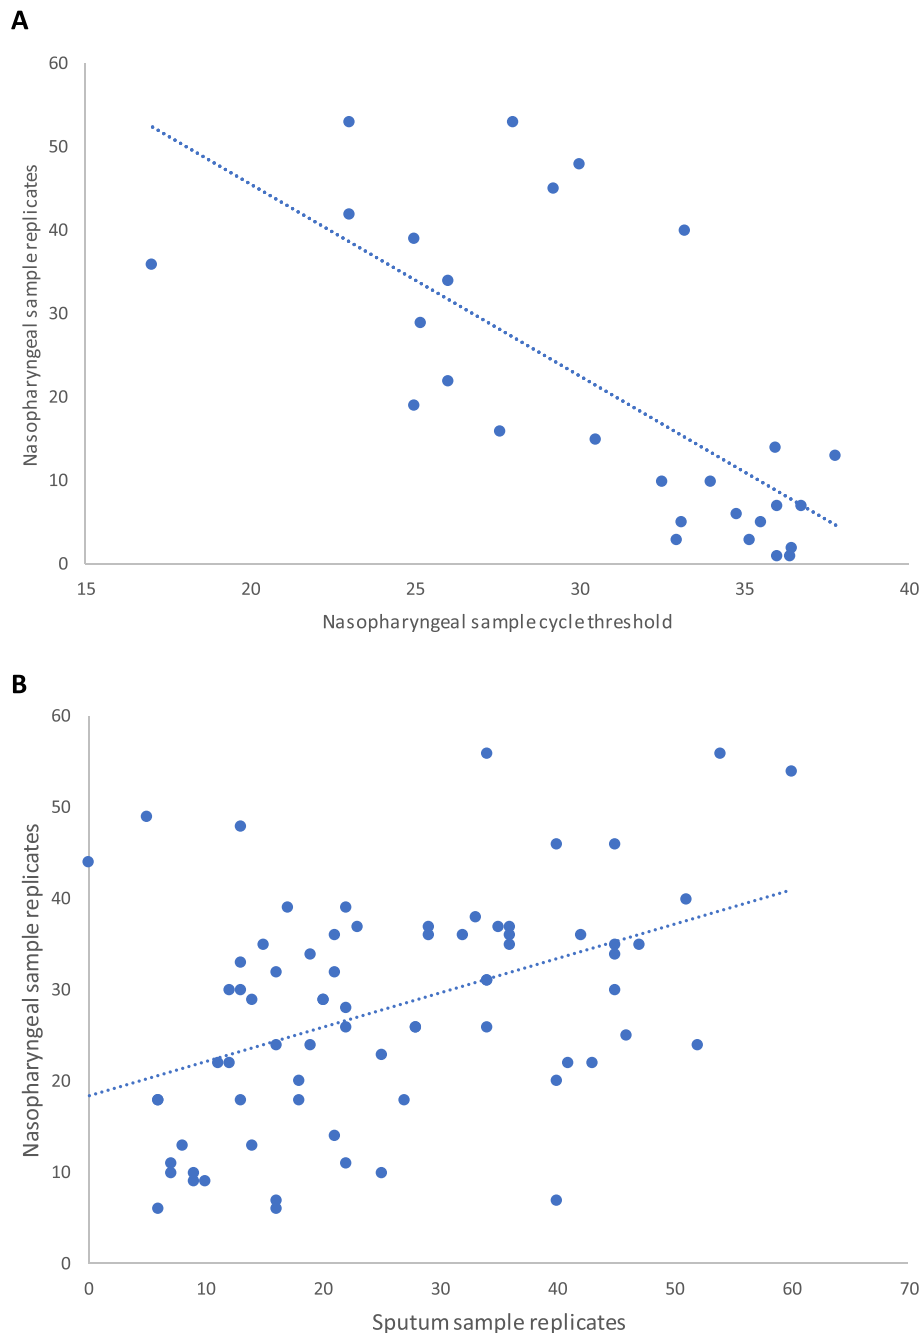 A
60
50
40
30
20
10
0
Nasopharyngeal sample replicates
15 20 25 30 35 40
Nasopharyngeal sample cycle threshold
B
60
50
40
30
20
10
0
Nasopharyngeal sample replicates
0 10 20 30 40 50 60 70
Sputum sample replicates